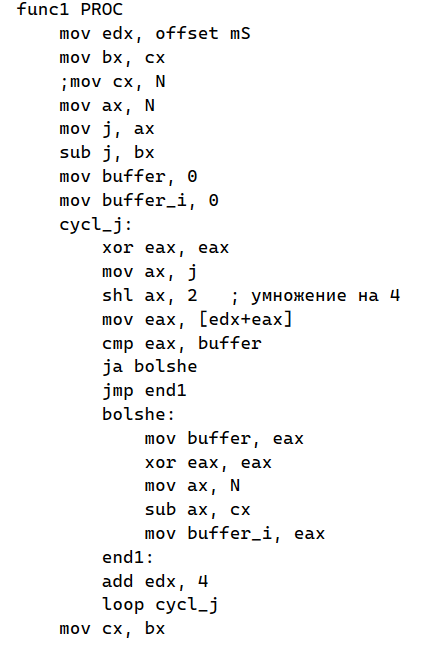 func1 PROC
    mov edx, offset mS
    mov bx, cx
    ;mov cx, N
    mov ax, N
    mov j, ax
    sub j, bx
    mov buffer, 0
    mov buffer_i, 0
    cycl_j:
        xor eax, eax
        mov ax, j
        shl ax, 2   ; умножение на 4
        mov eax, [edx+eax]
        cmp eax, buffer
        ja bolshe
        jmp end1
        bolshe:
            mov buffer, eax
            xor eax, eax
            mov ax, N
            sub ax, cx
            mov buffer_i, eax
        end1:
        add edx, 4
        loop cycl_j
    mov cx, bx